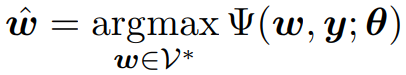 ŵ = argmax Ψ(w, y; θ)
w∈𝒱*